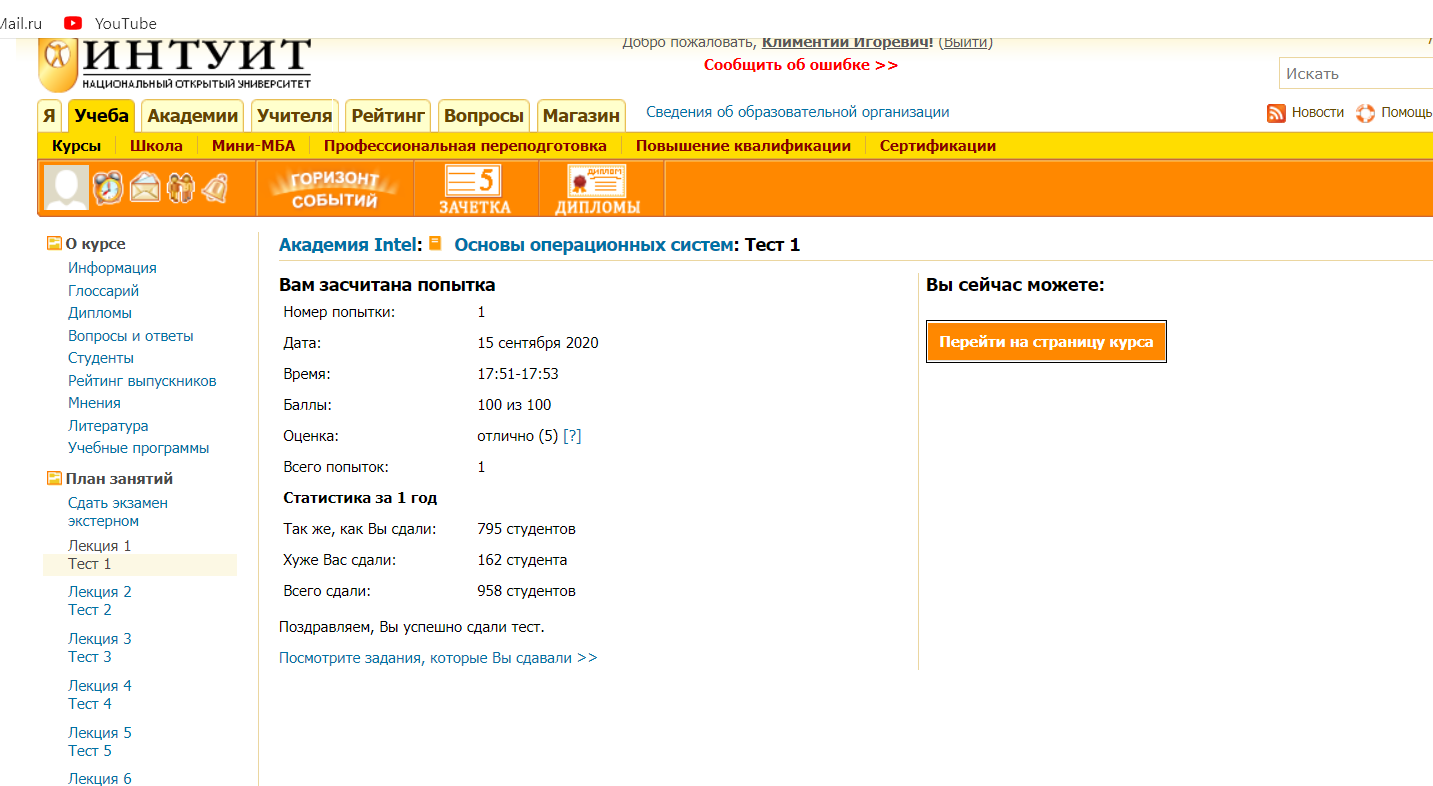 Mail.ru YouTube
ИНТУИТ
НАЦИОНАЛЬНЫЙ ОТКРЫТЫЙ УНИВЕРСИТЕТ
Добро пожаловать, Климентий Игоревич! (Выйти)
Сообщить об ошибке >>
Искать
Я Учеба Академии Учителя Рейтинг Вопросы Магазин Сведения об образовательной организации Новости Помощь
Курсы Школа Мини-МБА Профессиональная переподготовка Повышение квалификации Сертификации
ГОРИЗОНТ СОБЫТИЙ
5 ЗАЧЕТКА
ДИПЛОМ ДИПЛОМЫ
О курсе
Информация
Глоссарий
Дипломы
Вопросы и ответы
Студенты
Рейтинг выпускников
Мнения
Литература
Учебные программы
План занятий
Сдать экзамен
экстерном
Лекция 1
Тест 1
Лекция 2
Тест 2
Лекция 3
Тест 3
Лекция 4
Тест 4
Лекция 5
Тест 5
Лекция 6
Академия Intel: Основы операционных систем: Тест 1
Вам засчитана попытка
Номер попытки: 1
Дата: 15 сентября 2020
Время: 17:51-17:53
Баллы: 100 из 100
Оценка: отлично (5) [?]
Всего попыток: 1
Статистика за 1 год
Так же, как Вы сдали: 795 студентов
Хуже Вас сдали: 162 студента
Всего сдали: 958 студентов
Поздравляем, Вы успешно сдали тест.
Посмотрите задания, которые Вы сдавали >>
Вы сейчас можете:
Перейти на страницу курса